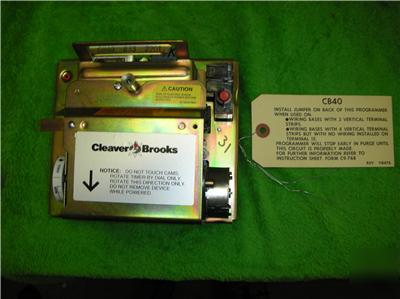 CAUTION
Cleaver Brooks
NOTICE: DO NOT TOUCH CAMS.
ROTATE TIMER BY DIAL ONLY.
ROTATE THIS DIRECTION ONLY.
DO NOT REMOVE DEVICE
WHILE POWERED.
31
CB40
INSTALL JUMPER ON BACK OF THIS PROGRAMMER
WHEN USED ON:
●WIRING BASES WITH 3 VERTICAL TERMINAL
STRIPS.
●WIRING BASES WITH 4 VERTICAL TERMINAL
STRIPS BUT WITH NO WIRING INSTALLED ON
TERMINAL 15.
PROGRAMMER WILL STOP EARLY IN PURGE UNTIL
THIS CIRCUIT IS PROPERLY MADE.
FOR FURTHER INFORMATION REFER TO
INSTRUCTION SHEET, FORM C9-768
REV